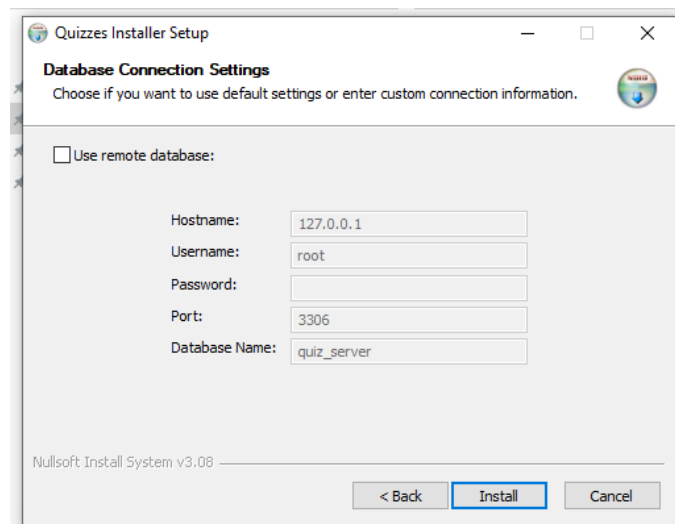 Quizzes Installer Setup
Database Connection Settings
Choose if you want to use default settings or enter custom connection information.
Use remote database:
Hostname: 127.0.0.1
Username: root
Password:
Port: 3306
Database Name: quiz_server
Nullsoft Install System v3.08
< Back Install Cancel